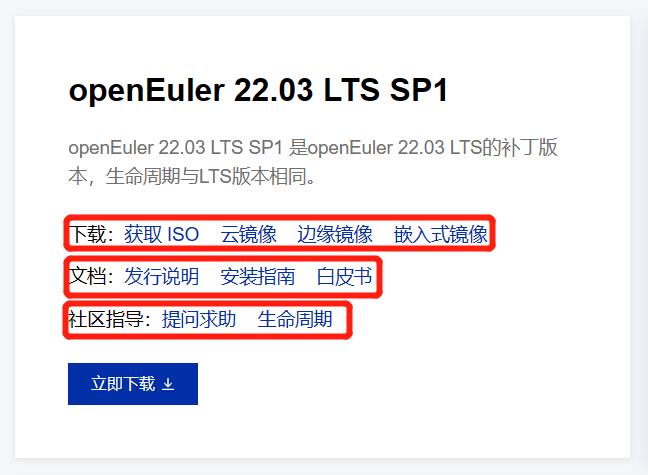 openEuler 22.03 LTS SP1
openEuler 22.03 LTS SP1 是openEuler 22.03 LTS的补丁版
本，生命周期与LTS版本相同。
下载：获取 ISO 云镜像 边缘镜像 嵌入式镜像
文档：发行说明 安装指南 白皮书
社区指导：提问求助 生命周期
立即下载